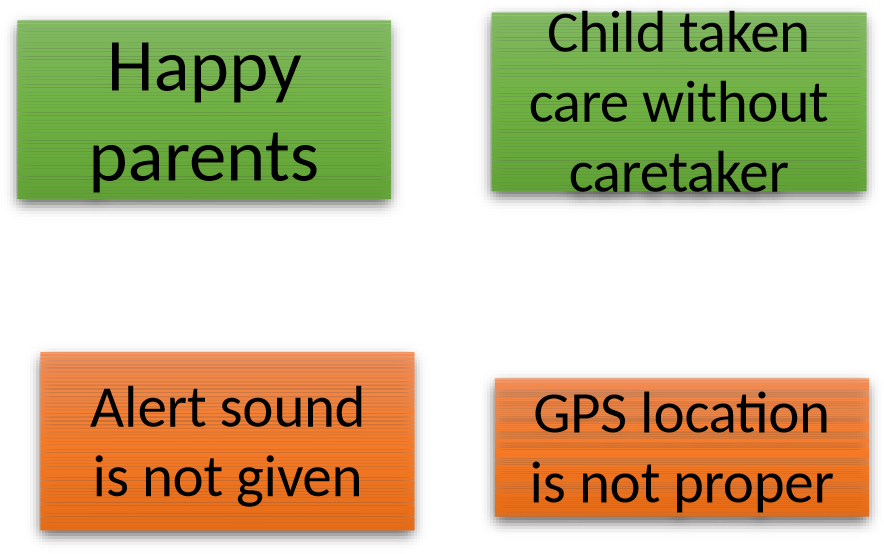 Happy
parents
Child taken
care without
caretaker
Alert sound
is not given
GPS location
is not proper